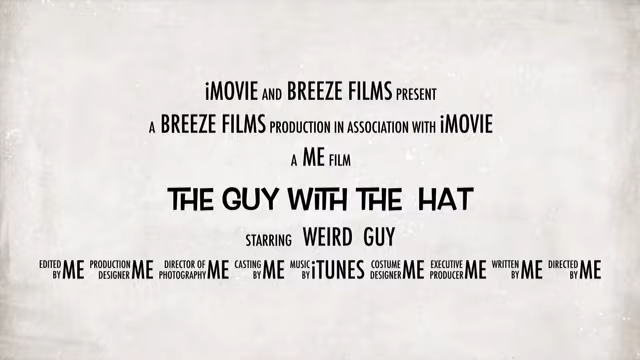 iMOVIE AND BREEZE FILMS PRESENT
A BREEZE FILMS PRODUCTION IN ASSOCIATION WITH iMOVIE
A ME FILM
THE GUY WITH THE HAT
STARRING WEIRD GUY
EDITED BY ME PRODUCTION DESIGNER ME DIRECTOR OF PHOTOGRAPHY ME CASTING BY ME MUSIC BY iTUNES COSTUME DESIGNER ME EXECUTIVE PRODUCER ME WRITTEN BY ME DIRECTED BY ME